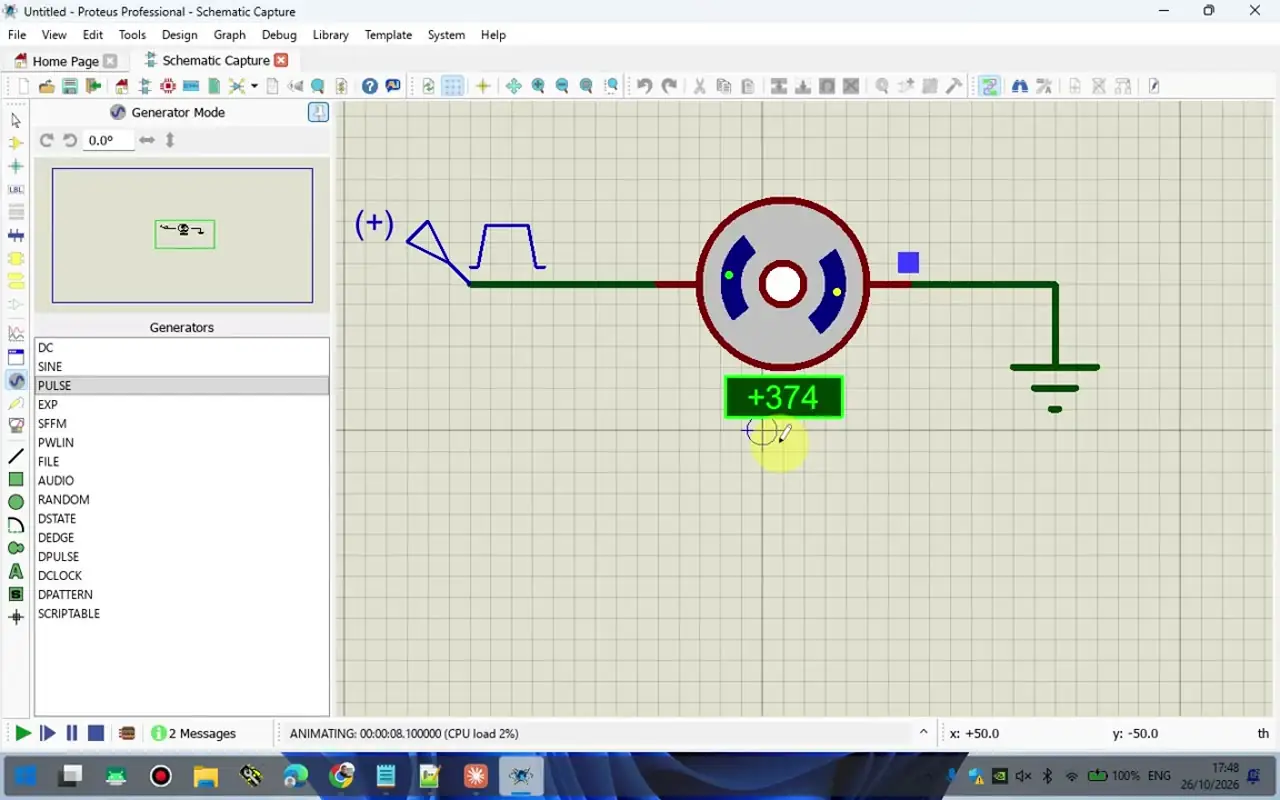 Untitled - Proteus Professional - Schematic Capture
File View Edit Tools Design Graph Debug Library Template System Help
Home Page Schematic Capture
Generator Mode
0.0°
LBL
Generators
DC
SINE
PULSE
EXP
SFFM
PWLIN
FILE
AUDIO
RANDOM
DSTATE
DEDGE
DPULSE
DCLOCK
DPATTERN
SCRIPTABLE
A
S
(+)
+374
2 Messages
ANIMATING: 00:00:08.100000 (CPU load 2%)
x: +50.0 y: -50.0 th
100% ENG
17:48
26/10/2026